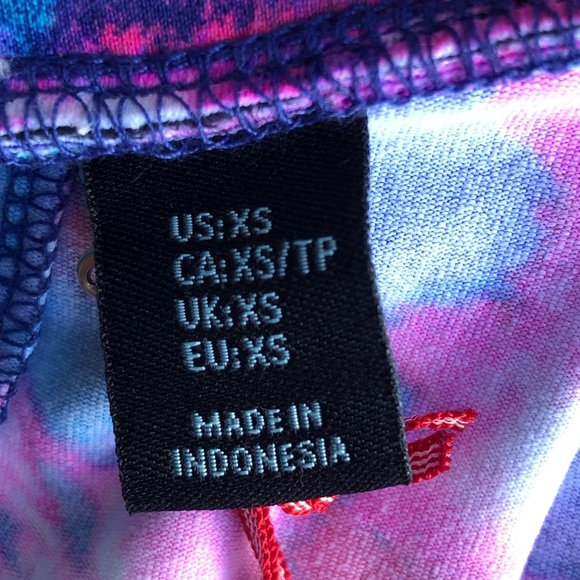 US:XS
CA:XS/TP
UK:XS
EU:XS
MADE IN
INDONESIA